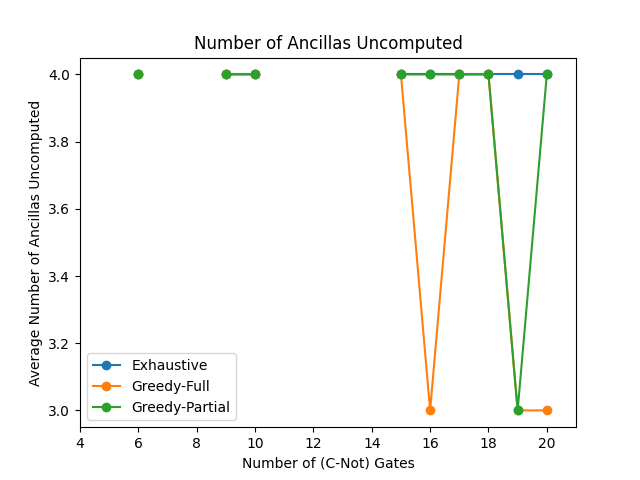 Number of Ancillas Uncomputed
Average Number of Ancillas Uncomputed
4.0
3.8
3.6
3.4
3.2
3.0
Exhaustive
Greedy-Full
Greedy-Partial
4 6 8 10 12 14 16 18 20
Number of (C-Not) Gates